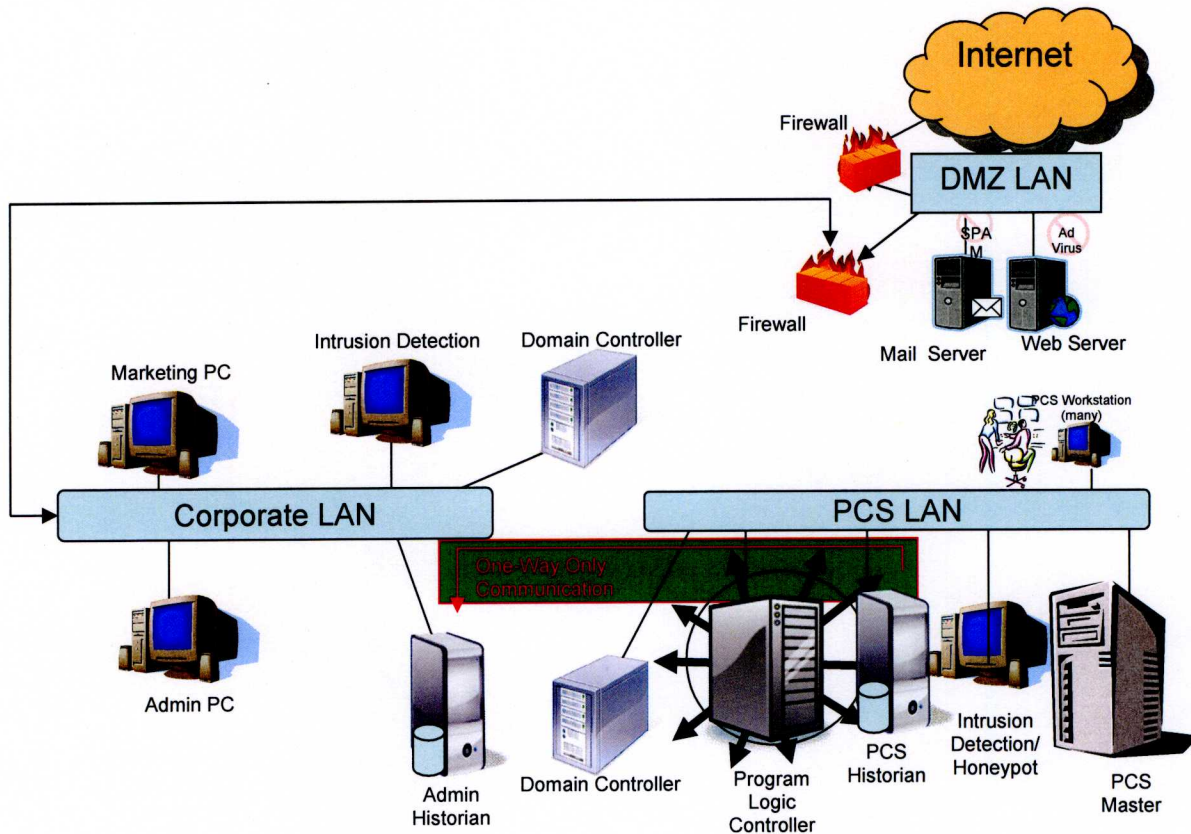 Internet
Firewall
DMZ LAN
SPA
M
Ad
Virus
Firewall
Mail Server
Web Server
Intrusion Detection
Domain Controller
Marketing PC
PCS Workstation
(many)
Corporate LAN
PCS LAN
One-Way Only
Communication
Admin PC
Admin
Historian
Domain Controller
Program
Logic
Controller
PCS
Historian
Intrusion
Detection/
Honeypot
PCS
Master